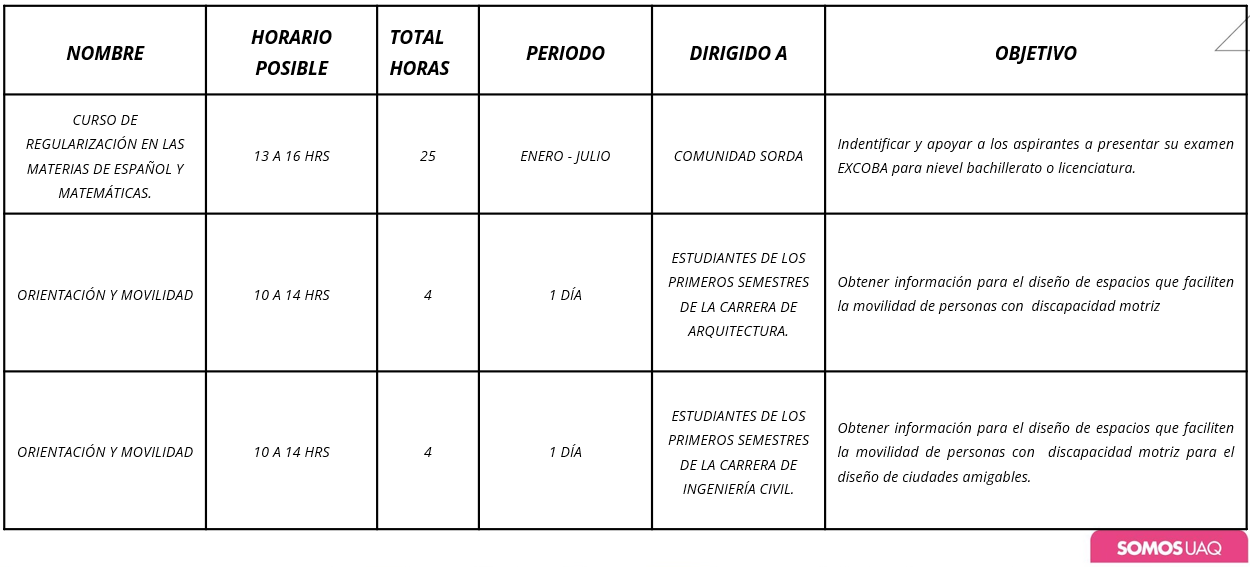 NOMBRE
HORARIO
POSIBLE
TOTAL
HORAS
PERIODO
DIRIGIDO A
OBJETIVO
CURSO DE
REGULARIZACIÓN EN LAS
MATERIAS DE ESPAÑOL Y
MATEMÁTICAS.
13 A 16 HRS
25
ENERO - JULIO
COMUNIDAD SORDA
Indentificar y apoyar a los aspirantes a presentar su examen
EXCOBA para nievel bachillerato o licenciatura.
ORIENTACIÓN Y MOVILIDAD
10 A 14 HRS
4
1 DÍA
ESTUDIANTES DE LOS
PRIMEROS SEMESTRES
DE LA CARRERA DE
ARQUITECTURA.
Obtener información para el diseño de espacios que faciliten
la movilidad de personas con  discapacidad motriz
ORIENTACIÓN Y MOVILIDAD
10 A 14 HRS
4
1 DÍA
ESTUDIANTES DE LOS
PRIMEROS SEMESTRES
DE LA CARRERA DE
INGENIERÍA CIVIL.
Obtener información para el diseño de espacios que faciliten
la movilidad de personas con  discapacidad motriz para el
diseño de ciudades amigables.
SOMOS UAQ